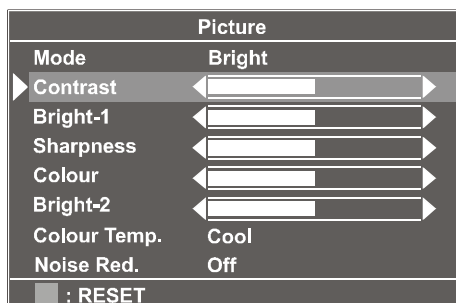 Picture
Mode Bright
Contrast
Bright-1
Sharpness
Colour
Bright-2
Colour Temp. Cool
Noise Red. Off
: RESET